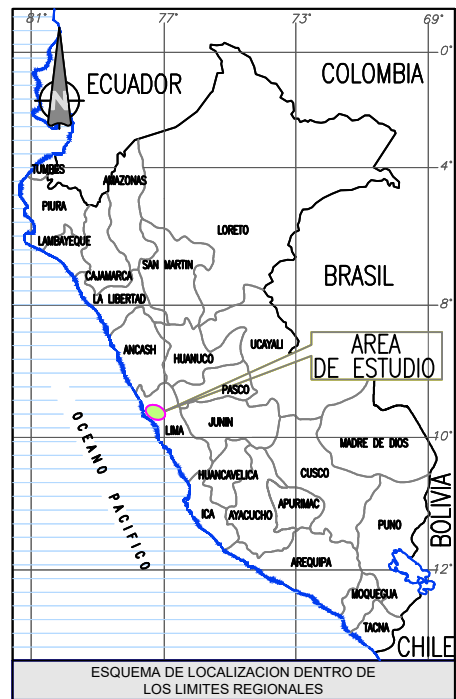 81°
77°
73°
69°
0°
ECUADOR
COLOMBIA
N
4°
TUMBES
AMAZONAS
PIURA
LORETO
LAMBAYEQUE
SAN MARTIN
CAJAMARCA
BRASIL
LA LIBERTAD
8°
ANCASH
HUANUCO
UCAYALI
AREA
DE ESTUDIO
PASCO
LIMA
JUNIN
10°
MADRE DE DIOS
OCEANO PACIFICO
HUANCAVELICA
CUSCO
ICA
AYACUCHO
APURIMAC
PUNO
BOLIVIA
AREQUIPA
12°
MOQUEGUA
TACNA
CHILE
ESQUEMA DE LOCALIZACION DENTRO DE
LOS LIMITES REGIONALES